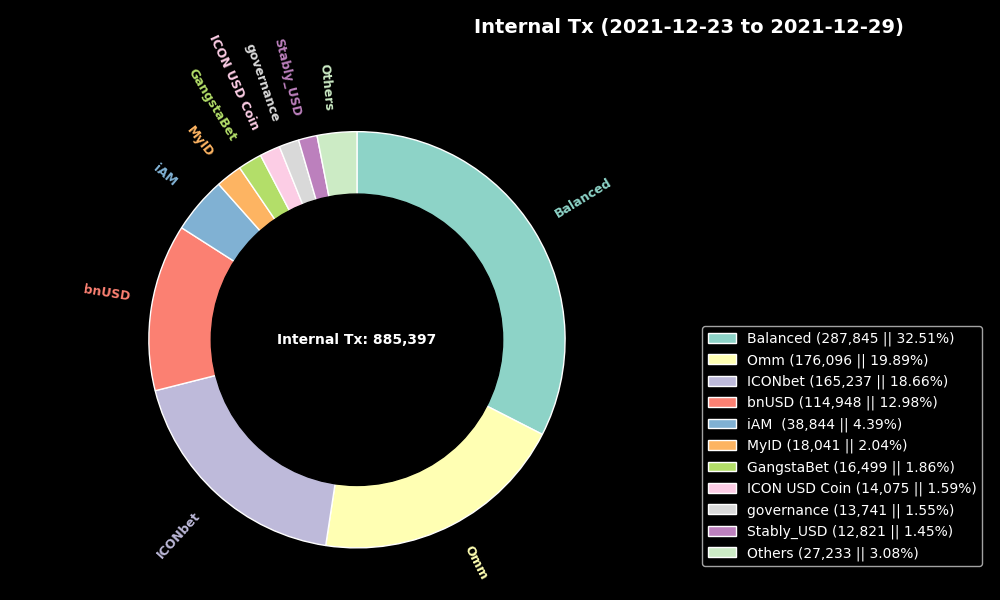 Internal Tx (2021-12-23 to 2021-12-29)
Others
Stably_USD
governance
ICON USD Coin
GangstaBet
MyID
iAM
Balanced
bnUSD
Internal Tx: 885,397
ICONbet
Omm
Balanced (287,845 || 32.51%)
Omm (176,096 || 19.89%)
ICONbet (165,237 || 18.66%)
bnUSD (114,948 || 12.98%)
iAM  (38,844 || 4.39%)
MyID (18,041 || 2.04%)
GangstaBet (16,499 || 1.86%)
ICON USD Coin (14,075 || 1.59%)
governance (13,741 || 1.55%)
Stably_USD (12,821 || 1.45%)
Others (27,233 || 3.08%)